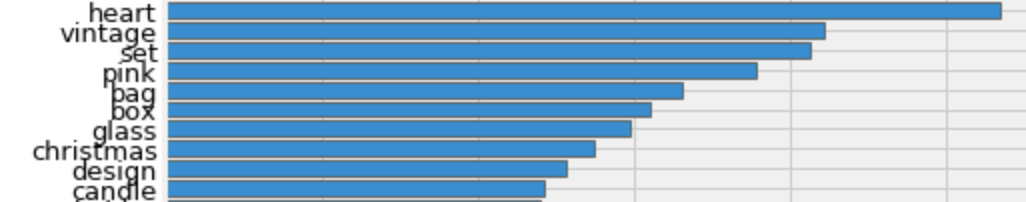 heart
vintage
set
pink
bag
box
glass
christmas
design
candle